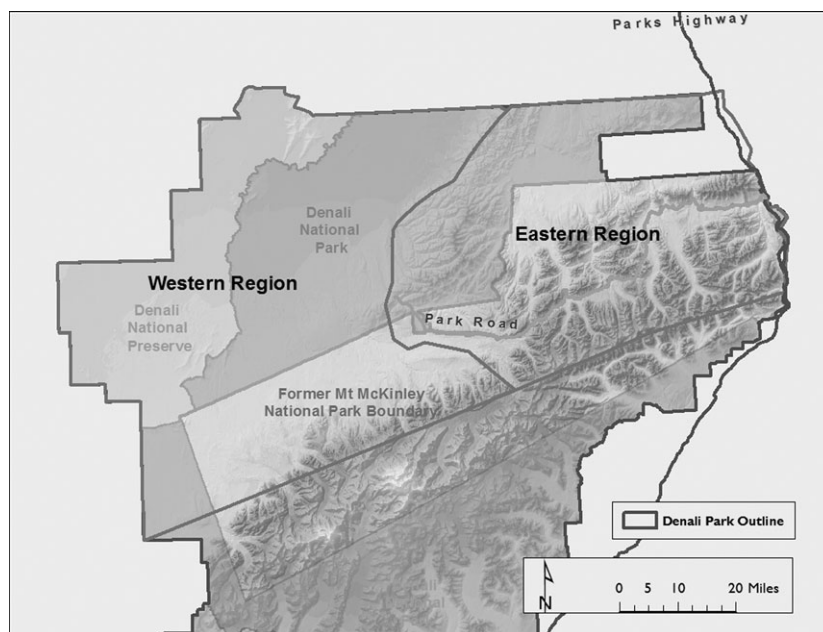 Parks Highway
Denali
National
Park
Eastern Region
Western Region
Denali
National
Preserve
Park Road
Former Mt McKinley
National Park Boundary
Denali Park Outline
N
0 5 10 20 Miles